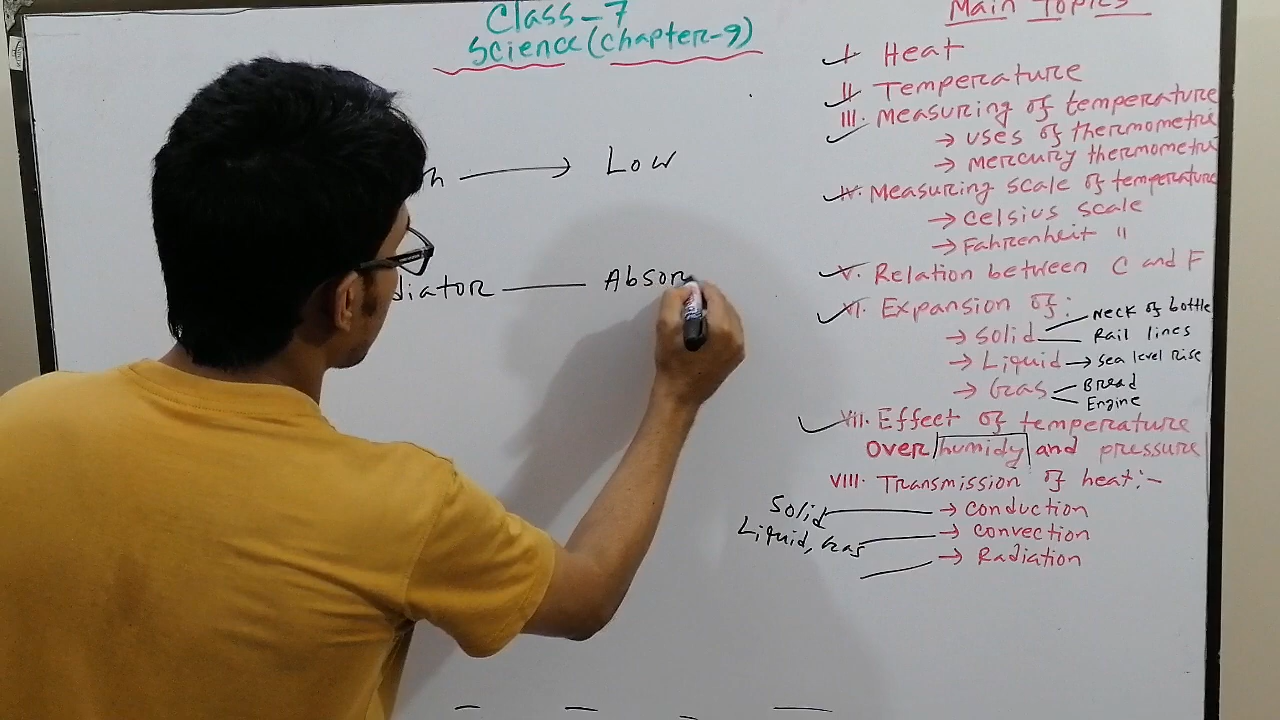 Class-7
Science (chapter-9)
Low
diator — Absor
Main Topics
I Heat
II Temperature
III. Measuring of temperature
→ uses of thermometri
→ Mercury thermometri
IV. Measuring scale of temperature
→ Celsius scale
→ Fahrenheit "
V. Relation between C and F
VI. Expansion of:
→ Solid
Neck of bottle
Rail lines
→ Liquid → sea level rise
→ Gas
Bread
Engine
VII. Effect of temperature
over humidy and pressure
VIII. Transmission of heat:-
Solid → conduction
Liquid, Gas → convection
→ Radiation